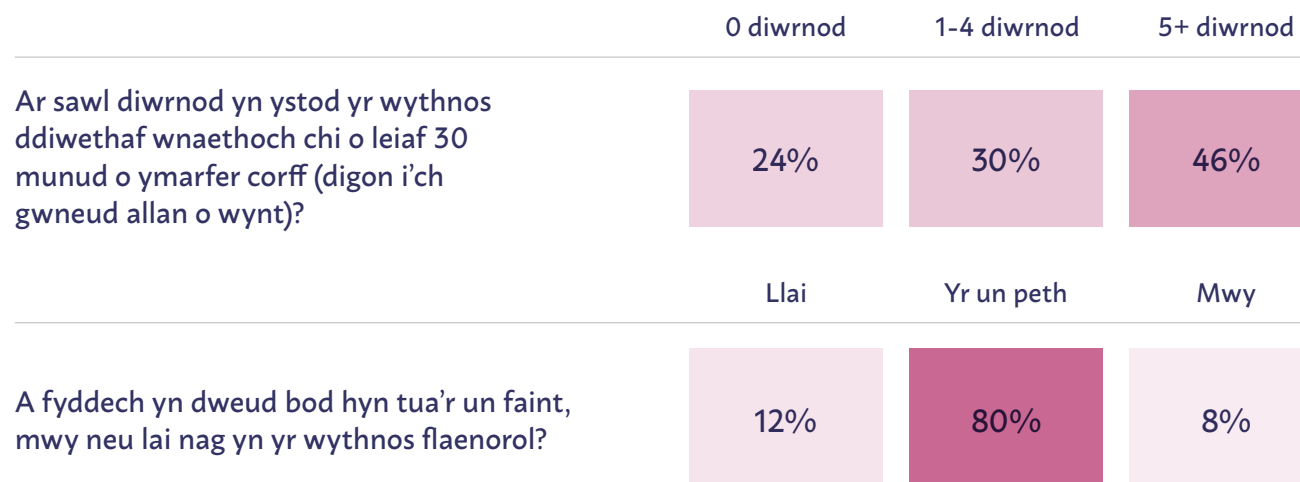 0 diwrnod 1-4 diwrnod 5+ diwrnod
Ar sawl diwrnod yn ystod yr wythnos
ddiwethaf wnaethoch chi o leiaf 30
munud o ymarfer corff (digon i’ch
gwneud allan o wynt)?
24% 30% 46%
Llai Yr un peth Mwy
A fyddech yn dweud bod hyn tua’r un faint,
mwy neu lai nag yn yr wythnos flaenorol?
12% 80% 8%